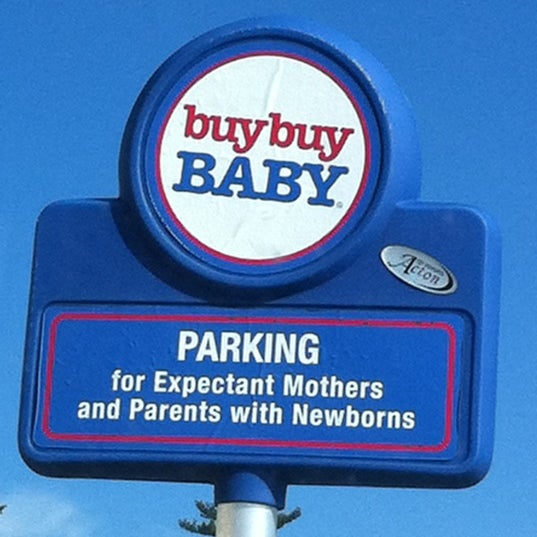 buybuy
BABY
Acton
PARKING
for Expectant Mothers
and Parents with Newborns